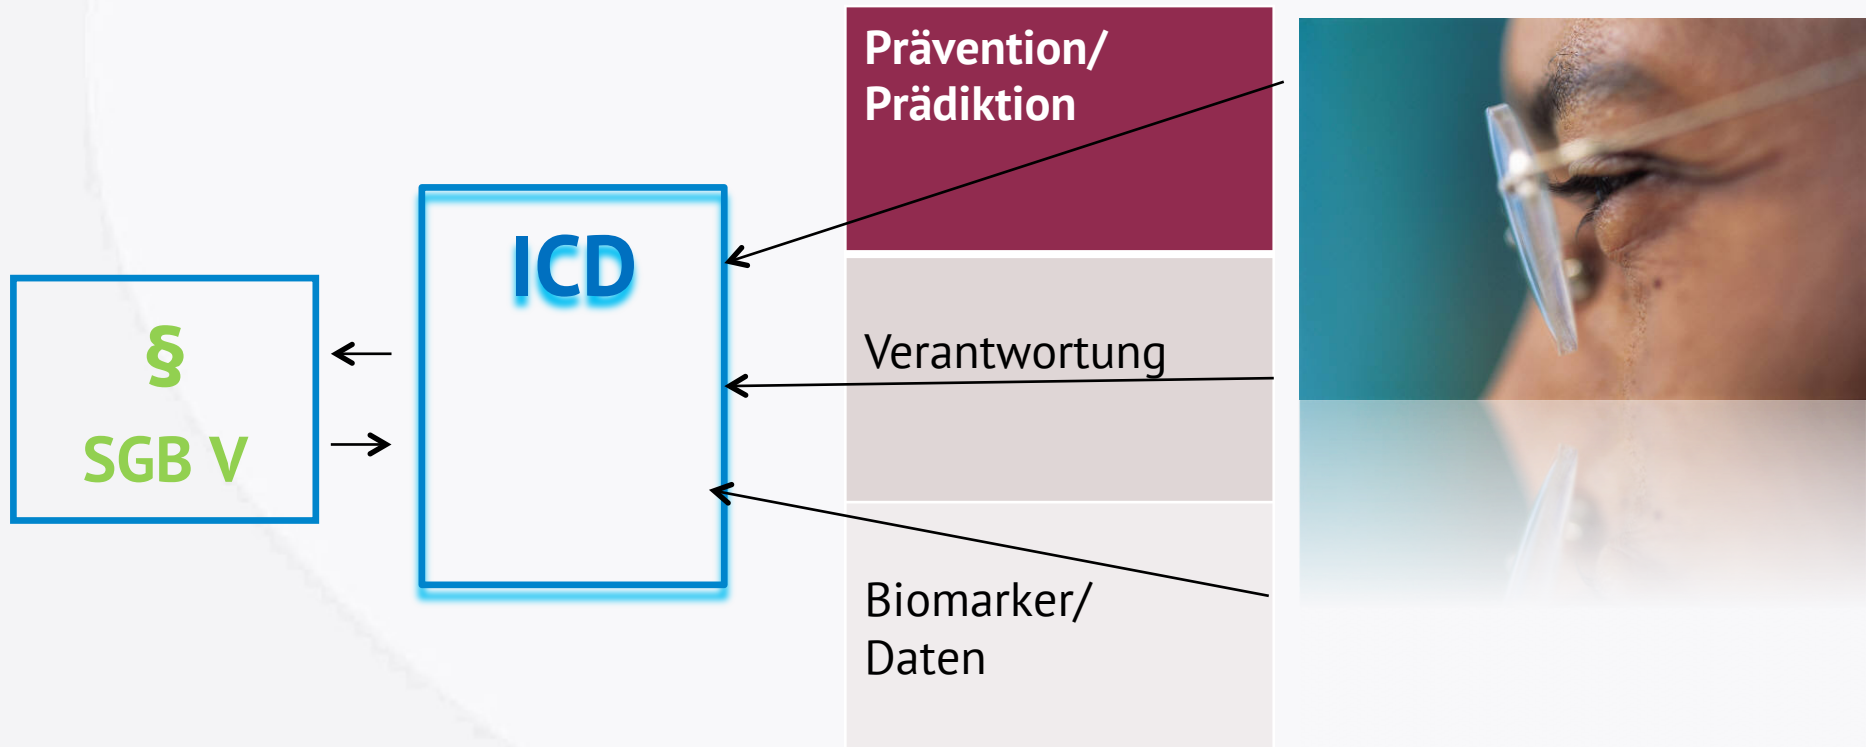 §
SGB V
ICD
Prävention/
Prädiktion
Verantwortung
Biomarker/
Daten